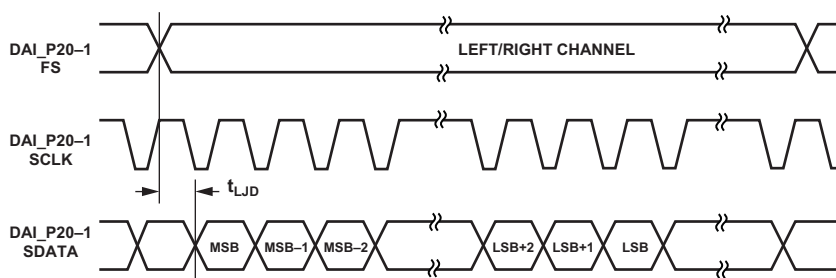 DAI_P20–1
FS
LEFT/RIGHT CHANNEL
DAI_P20–1
SCLK
tLJD
DAI_P20–1
SDATA
MSB MSB–1 MSB–2 LSB+2 LSB+1 LSB